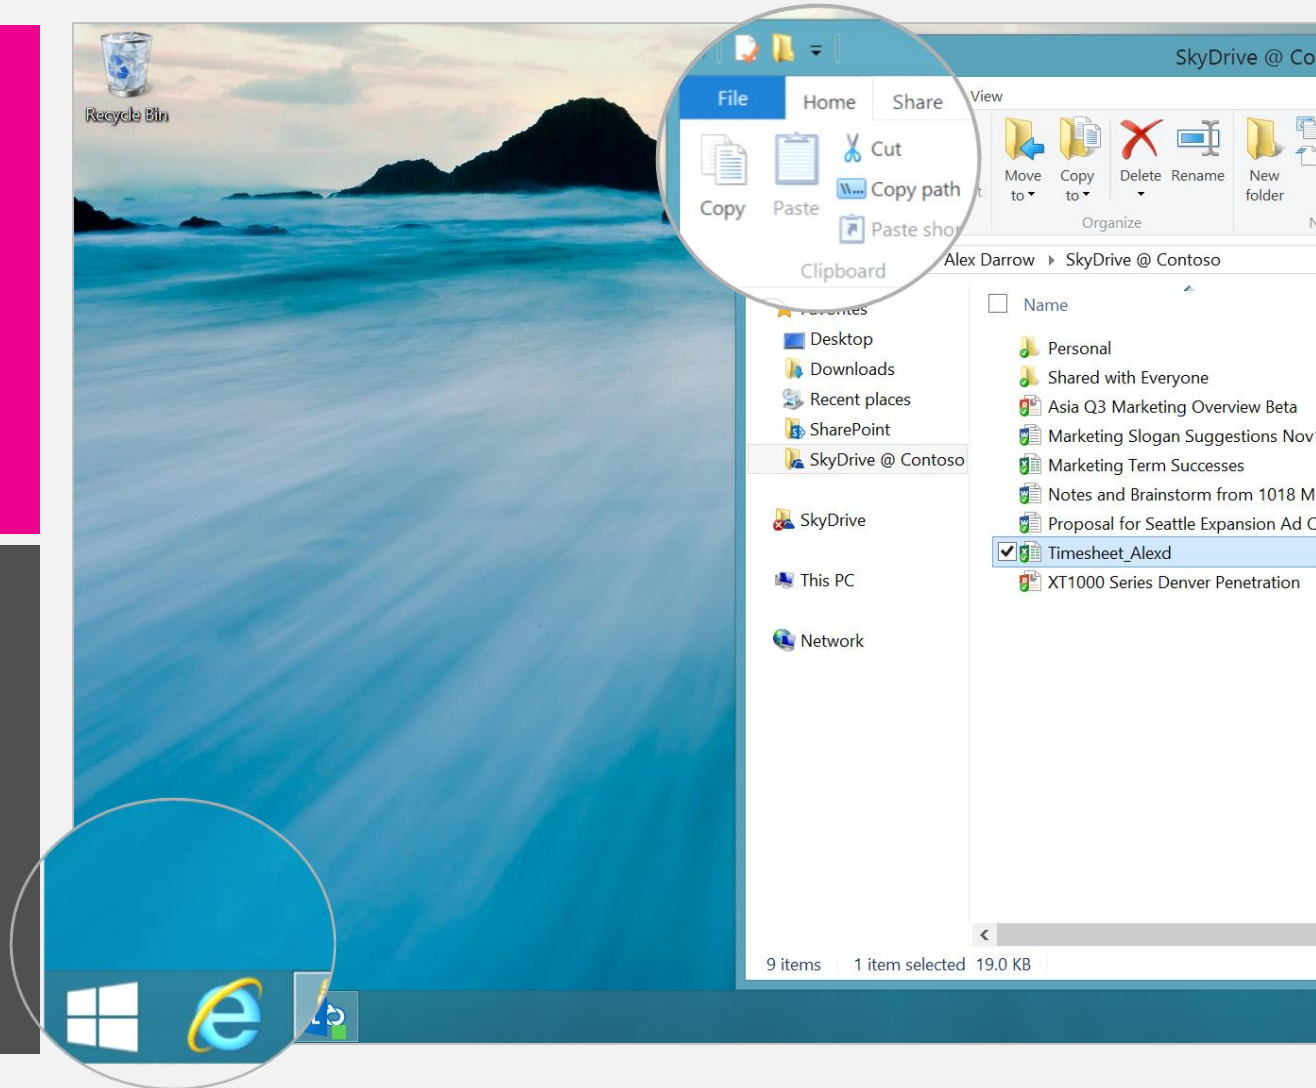 Recycle Bin
SkyDrive @ Co
File
Home
Share
View
Copy
Paste
Cut
Copy path
Paste sho
Clipboard
Move to
Copy to
Delete
Rename
New folder
Organize
N
Alex Darrow
SkyDrive @ Contoso
Desktop
Downloads
Recent places
SharePoint
SkyDrive @ Contoso
SkyDrive
This PC
Network
Name
Personal
Shared with Everyone
Asia Q3 Marketing Overview Beta
Marketing Slogan Suggestions Nov
Marketing Term Successes
Notes and Brainstorm from 1018 M
Proposal for Seattle Expansion Ad C
Timesheet_Alexd
XT1000 Series Denver Penetration
9 items
1 item selected
19.0 KB